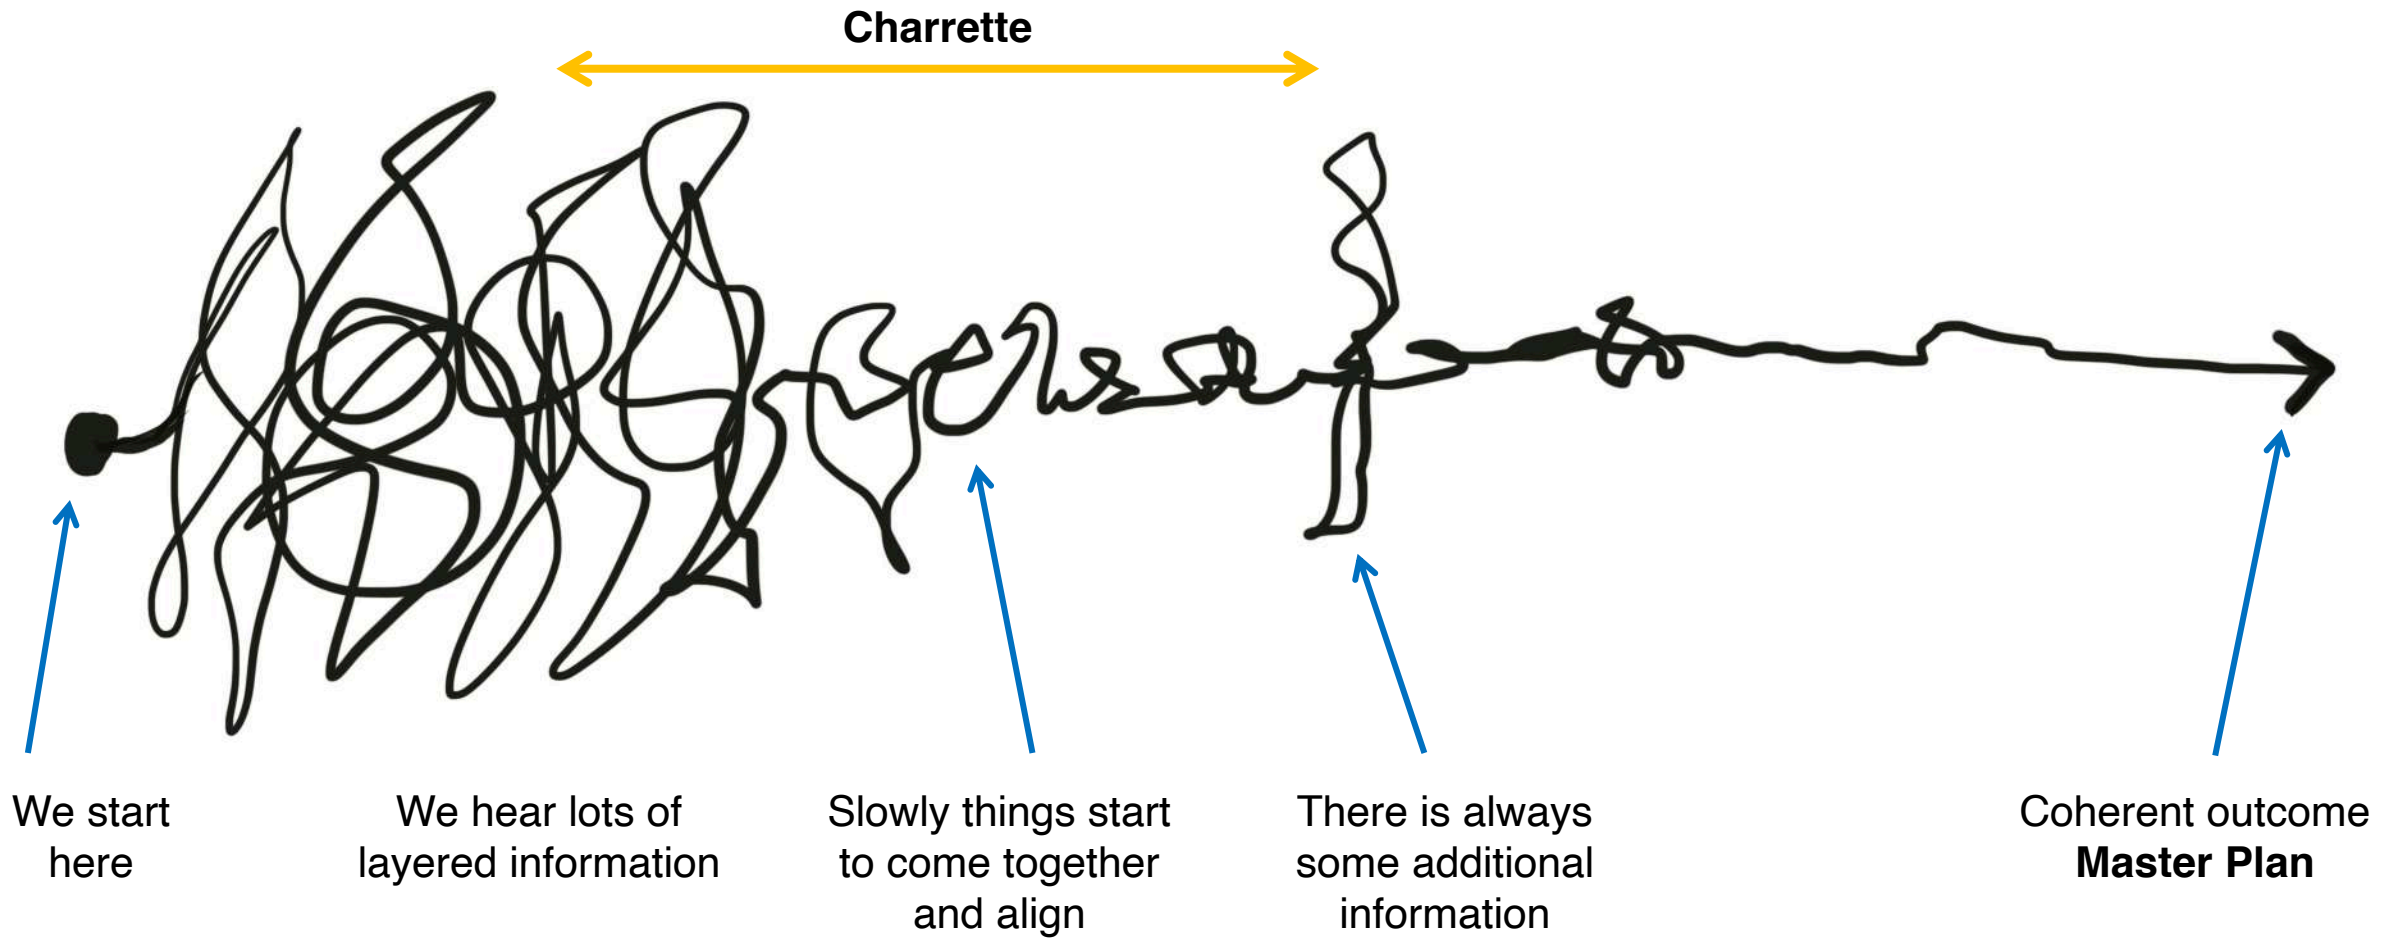 Charrette
We start
here
We hear lots of
layered information
Slowly things start
to come together
and align
There is always
some additional
information
Coherent outcome
Master Plan